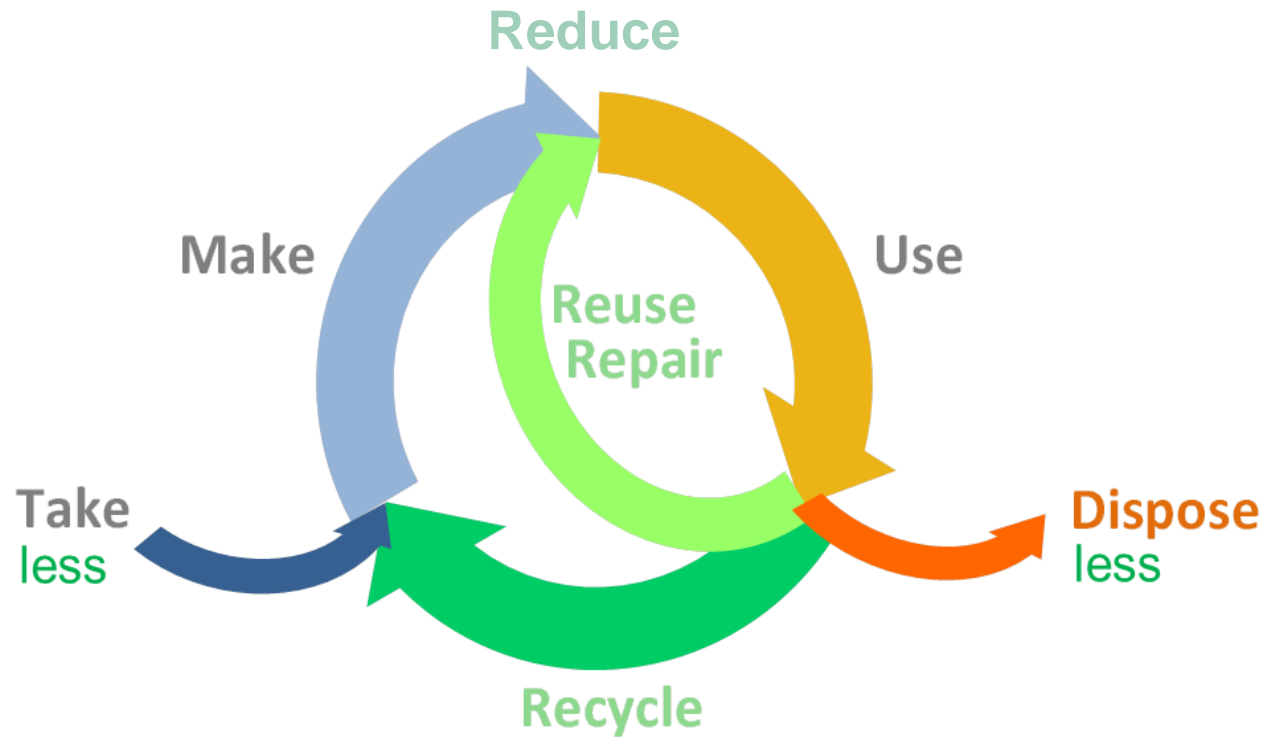 Reduce
Make
Use
Reuse
Repair
Take
less
Dispose
less
Recycle